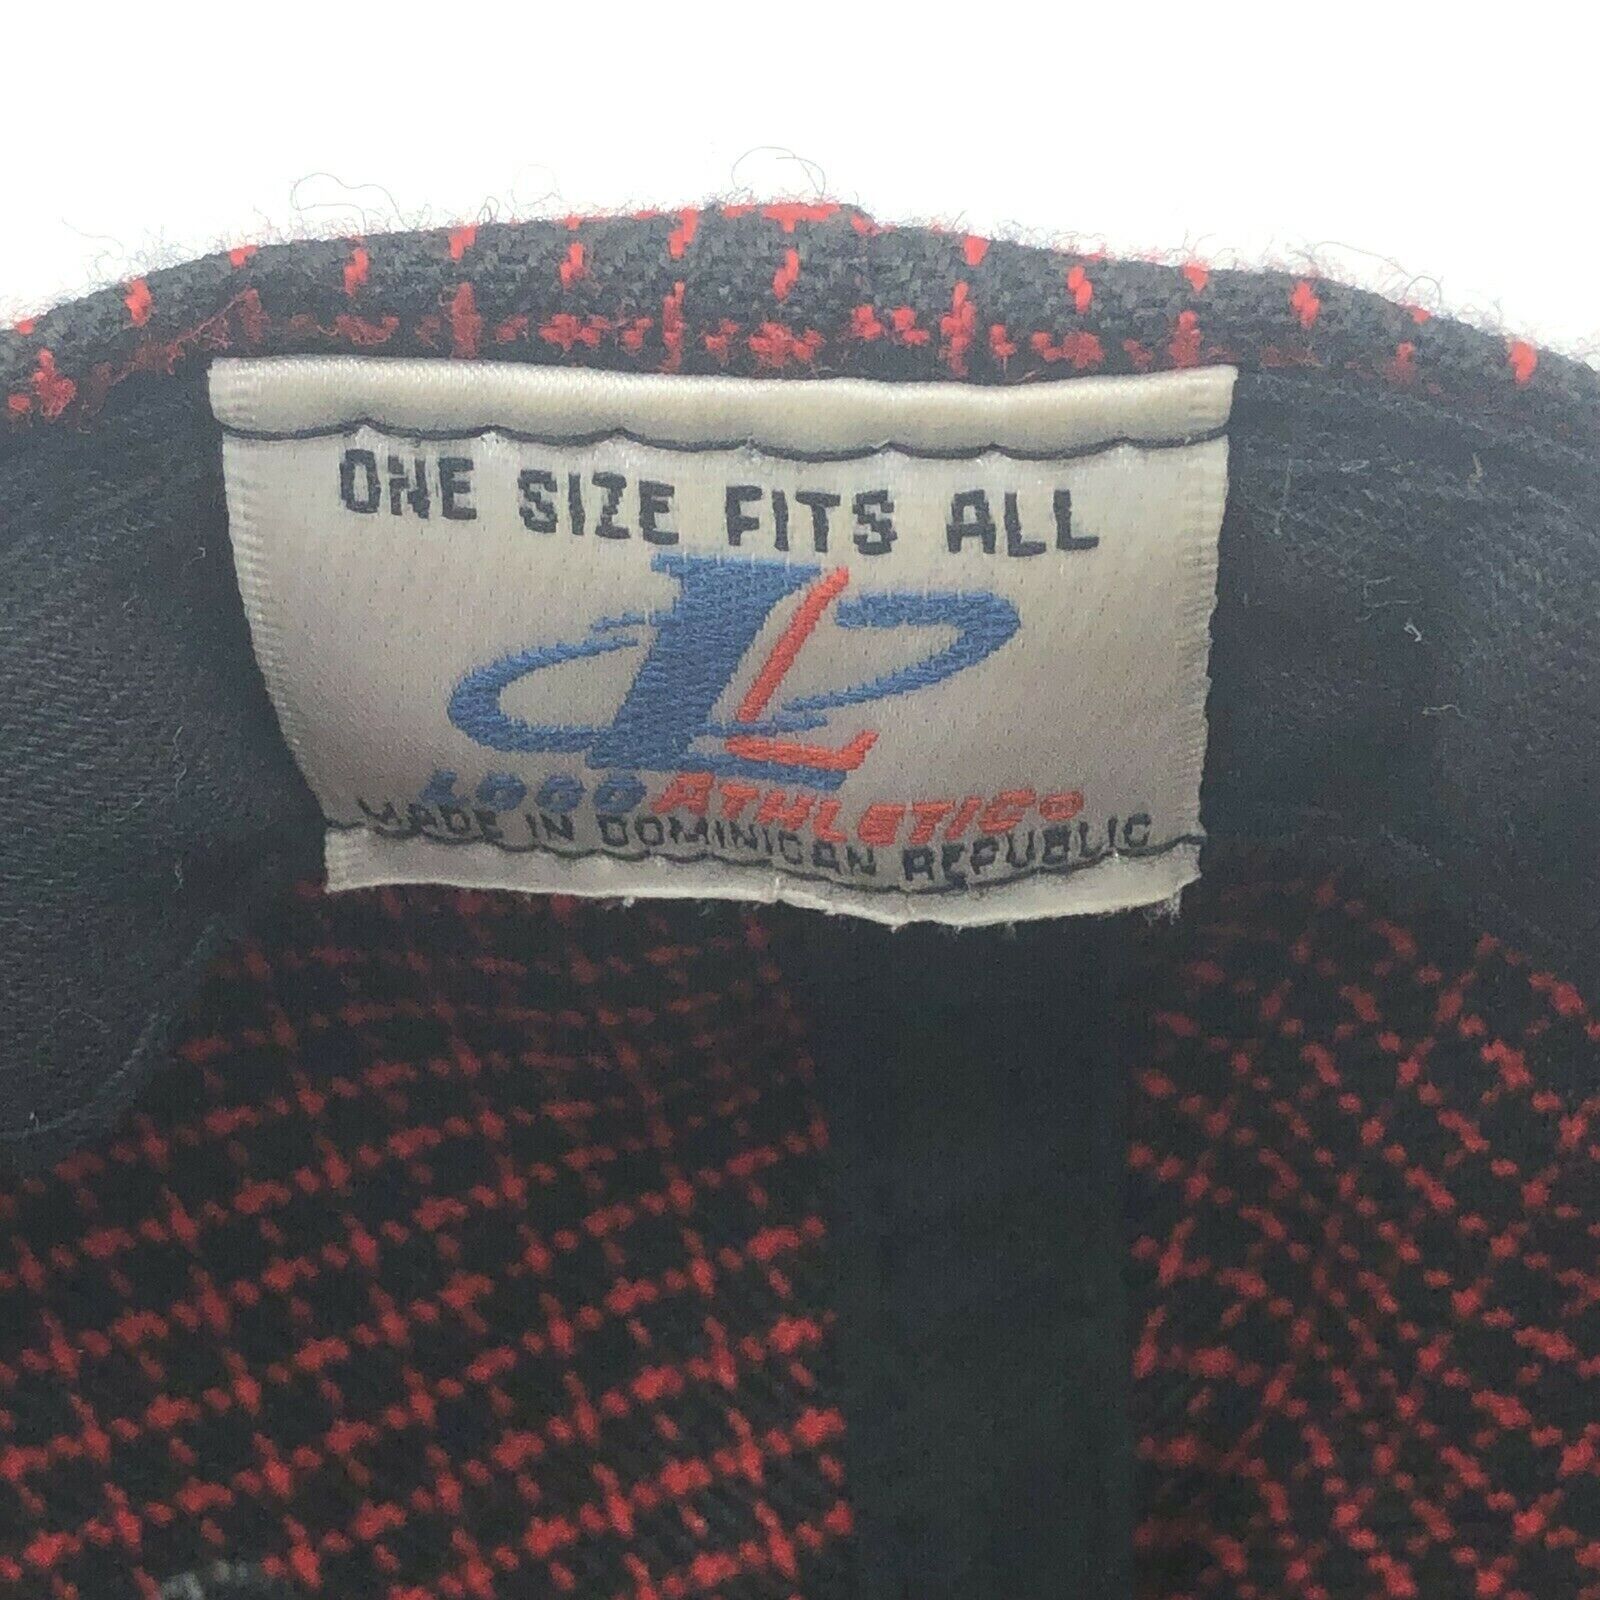 ONE SIZE FITS ALL
L
LOGO ATHLETIC®
MADE IN DOMINICAN REPUBLIC